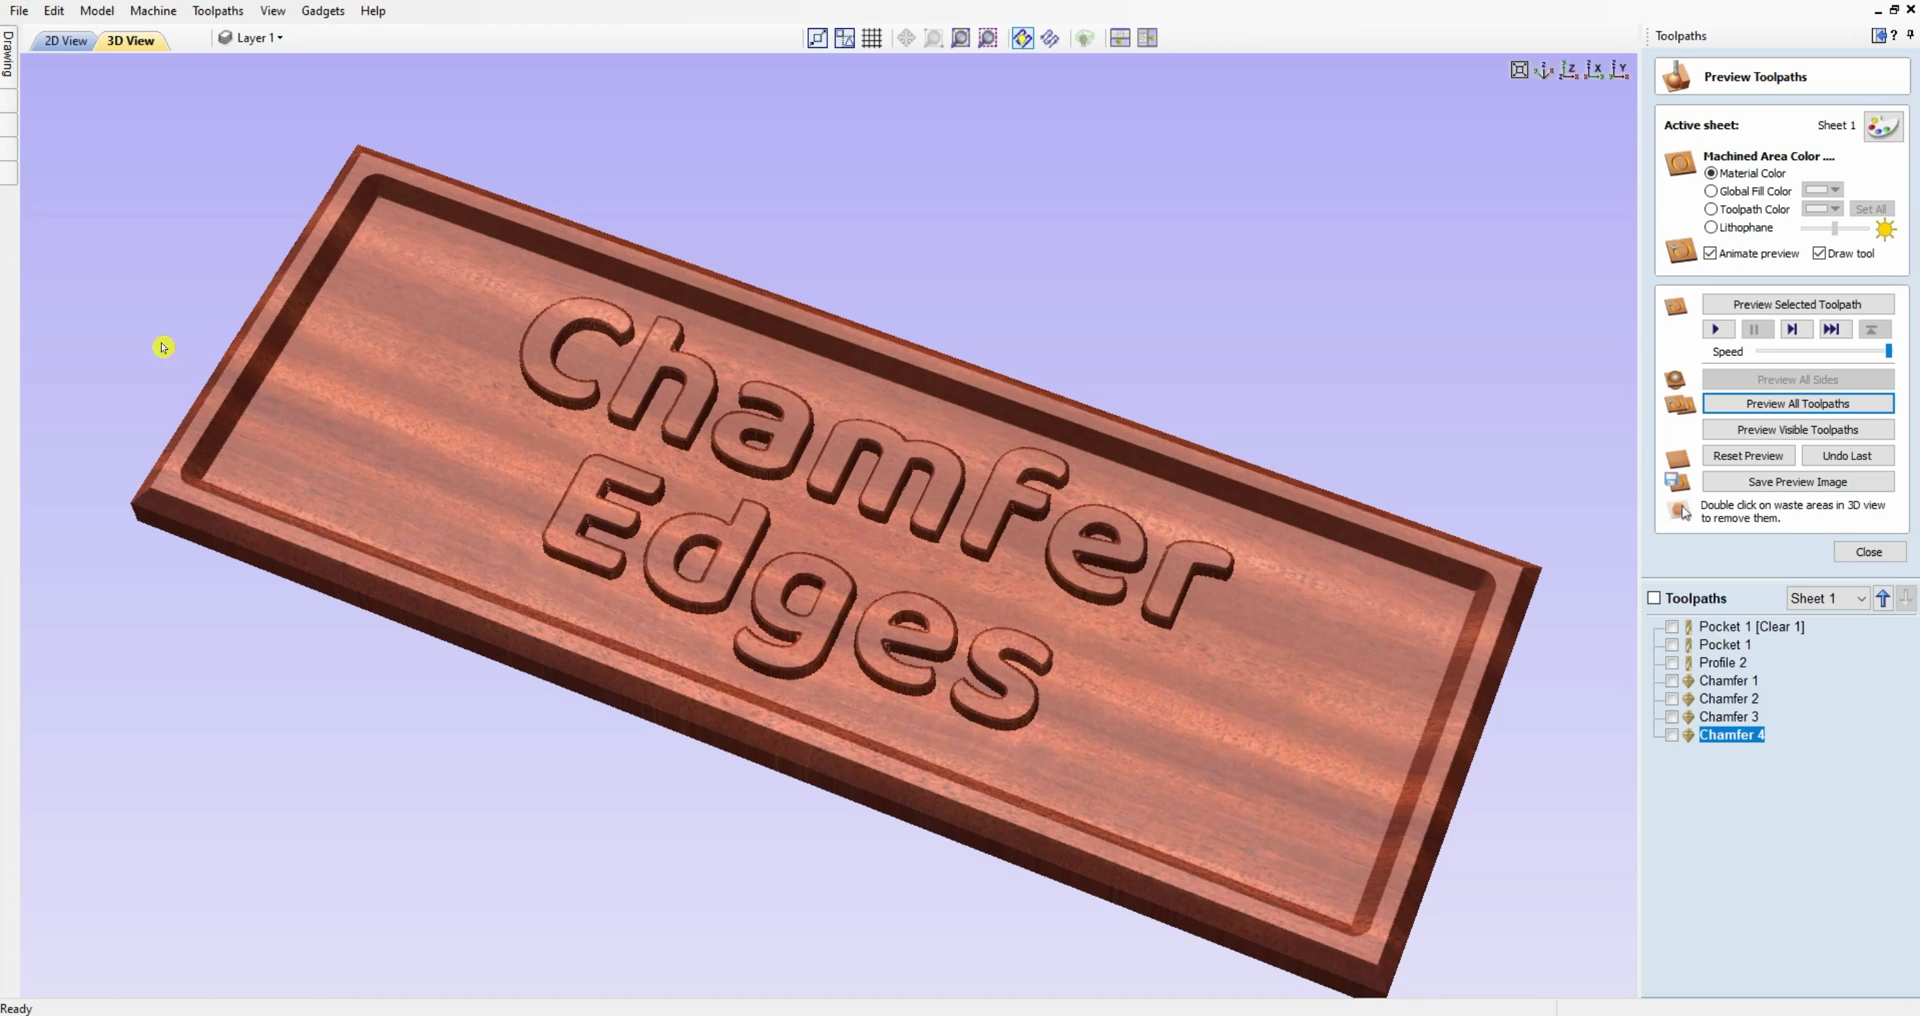 File Edit Model Machine Toolpaths View Gadgets Help
Drawing
2D View 3D View Layer 1
Toolpaths ?
Z X Y
Preview Toolpaths
Active sheet: Sheet 1
Machined Area Color ....
Material Color
Global Fill Color
Toolpath Color Set All
Lithophane
Animate preview Draw tool
Preview Selected Toolpath
Speed
Preview All Sides
Preview All Toolpaths
Preview Visible Toolpaths
Reset Preview Undo Last
Save Preview Image
Double click on waste areas in 3D view
to remove them.
Close
Toolpaths Sheet 1
Pocket 1 [Clear 1]
Pocket 1
Profile 2
Chamfer 1
Chamfer 2
Chamfer 3
Chamfer 4
Chamfer
Edges
Ready